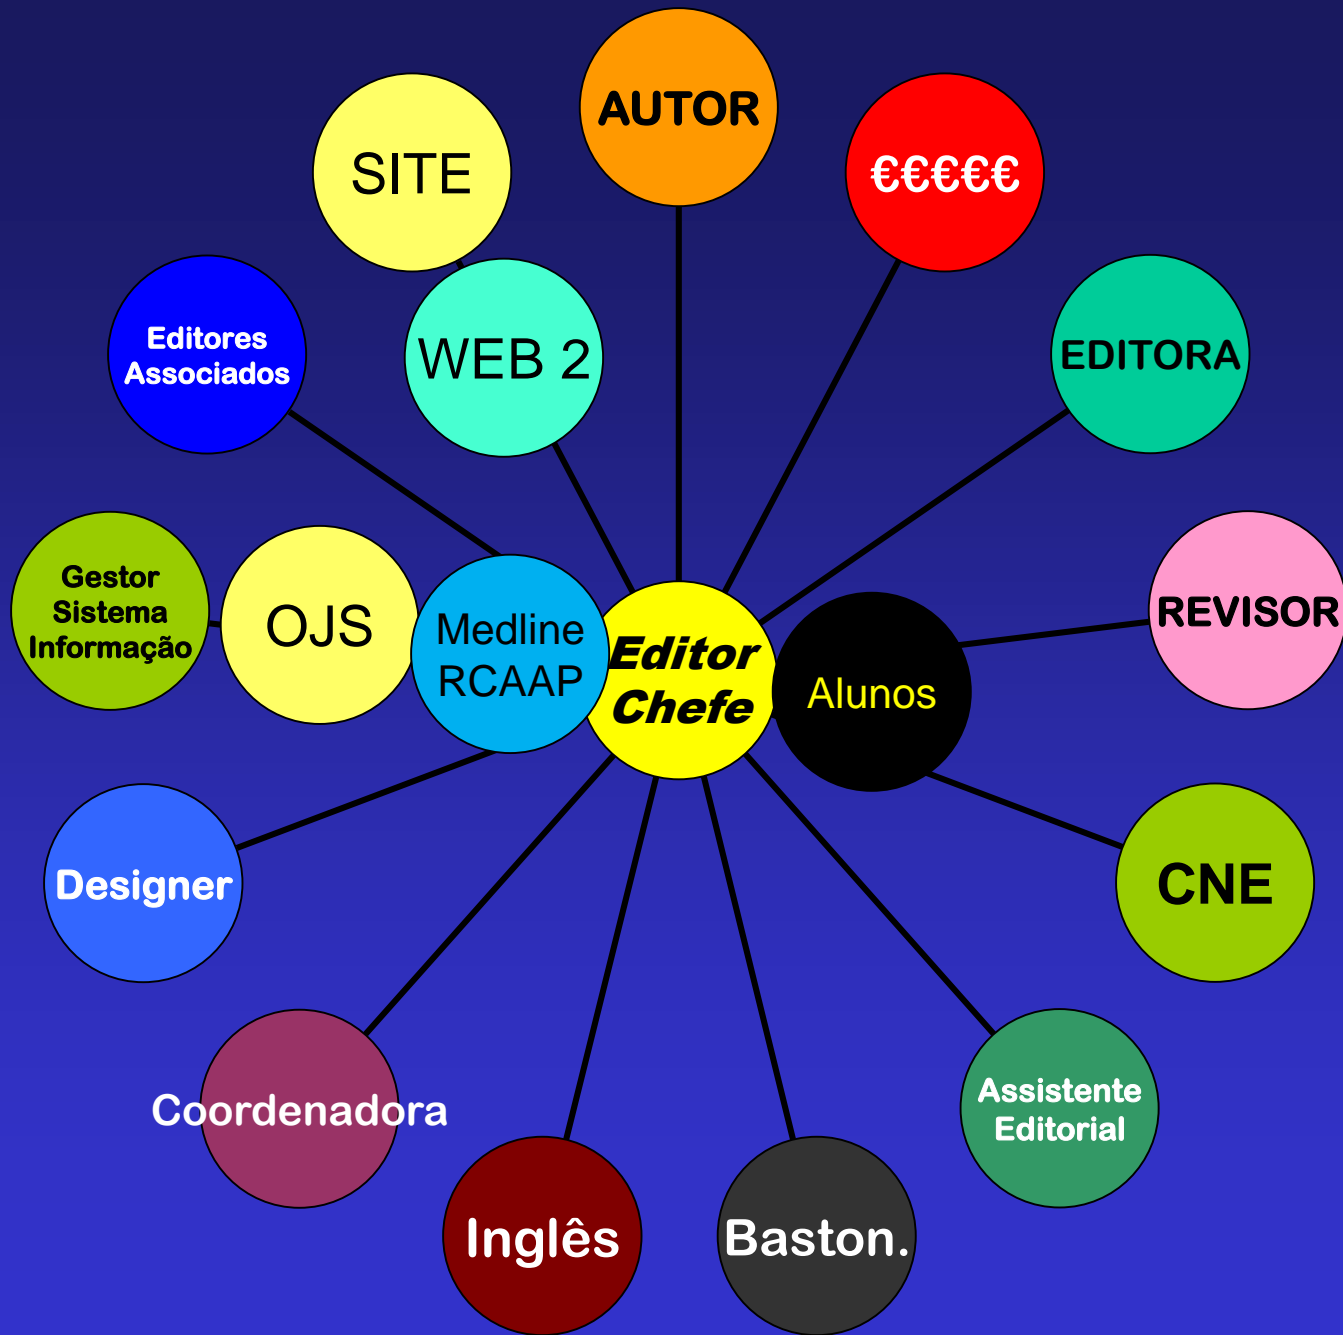 AUTOR
SITE
€€€€€
Editores
Associados
WEB 2
EDITORA
Gestor
Sistema
Informação
OJS
Medline
RCAAP
Editor
Chefe
Alunos
REVISOR
Designer
CNE
Coordenadora
Assistente
Editorial
Inglês
Baston.